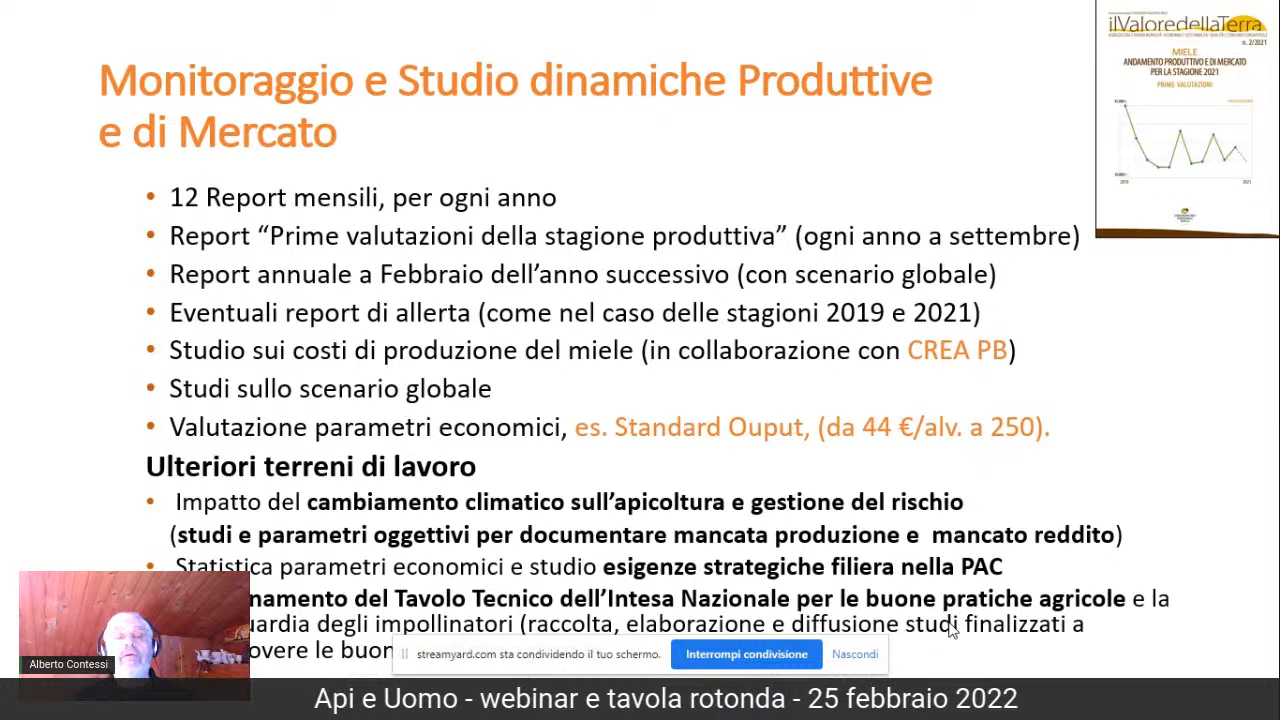 ilValoredellaTerra
n. 2/2021
MIELE
ANDAMENTO PRODUTTIVO E DI MERCATO
PER LA STAGIONE 2021
PRIME VALUTAZIONI
Monitoraggio e Studio dinamiche Produttive
e di Mercato
• 12 Report mensili, per ogni anno
• Report “Prime valutazioni della stagione produttiva” (ogni anno a settembre)
• Report annuale a Febbraio dell’anno successivo (con scenario globale)
• Eventuali report di allerta (come nel caso delle stagioni 2019 e 2021)
• Studio sui costi di produzione del miele (in collaborazione con CREA PB)
• Studi sullo scenario globale
• Valutazione parametri economici, es. Standard Ouput, (da 44 €/alv. a 250).
Ulteriori terreni di lavoro
• Impatto del cambiamento climatico sull’apicoltura e gestione del rischio
(studi e parametri oggettivi per documentare mancata produzione e mancato reddito)
• Statistica parametri economici e studio esigenze strategiche filiera nella PAC
namento del Tavolo Tecnico dell’Intesa Nazionale per le buone pratiche agricole e la
uardia degli impollinatori (raccolta, elaborazione e diffusione studi finalizzati a
overe le buon
streamyard.com sta condividendo il tuo schermo.
Interrompi condivisione
Nascondi
Alberto Contessi
Api e Uomo - webinar e tavola rotonda - 25 febbraio 2022